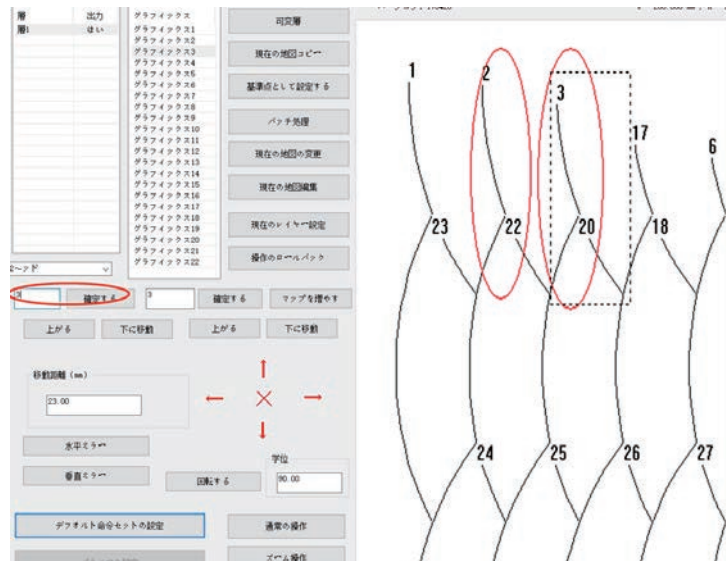 層 出力
層1 はい
グラフィックス
グラフィックス1
グラフィックス2
グラフィックス3
グラフィックス4
グラフィックス5
グラフィックス6
グラフィックス7
グラフィックス8
グラフィックス9
グラフィックス10
グラフィックス11
グラフィックス12
グラフィックス13
グラフィックス14
グラフィックス15
グラフィックス16
グラフィックス17
グラフィックス18
グラフィックス19
グラフィックス20
グラフィックス21
グラフィックス22
可変層
現在の地図コピー
基準点として設定する
バッチ処理
現在の地図の変更
現在の地図編集
現在のレイヤー設定
操作のロールバック
3 確定する 3 確定する マップを増やす
上がる 下に移動 上がる 下に移動
移動距離 (mm)
23.00
水平ミラー
垂直ミラー
回転する
学位
90.00
デフォルト命令セットの設定
通常の操作
ズーム操作
1 2 3 17 6
23 22 20 18
24 25 26 27